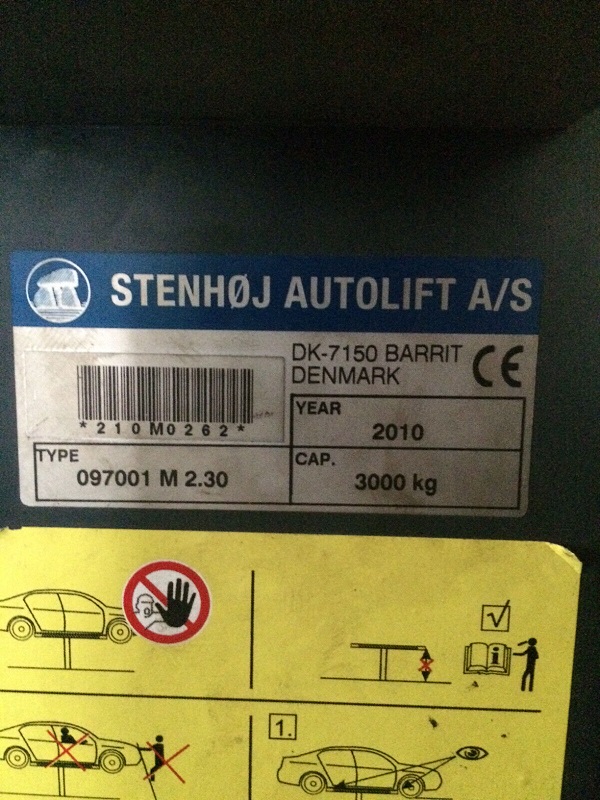 STENHØJ AUTOLIFT A/S
DK-7150 BARRIT
DENMARK
CE
*210M0262*
YEAR
2010
TYPE
097001 M 2.30
CAP.
3000 kg
i
1.